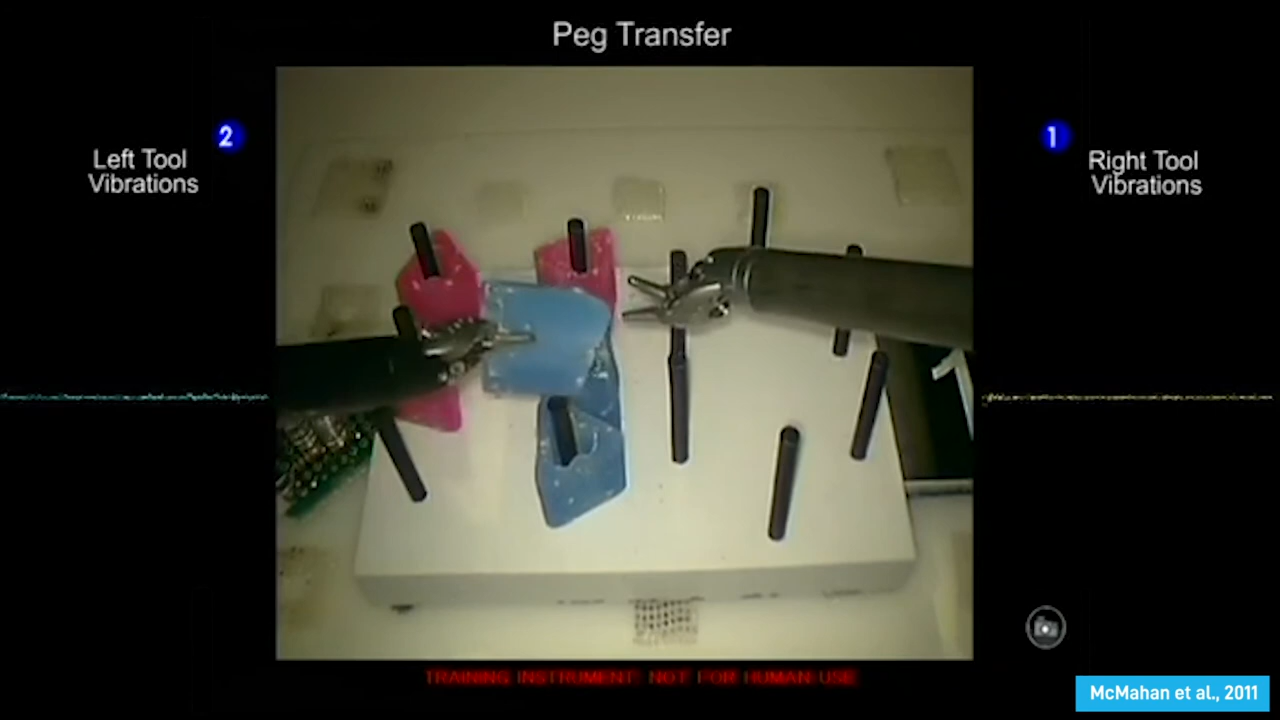 Peg Transfer
2
Left Tool
Vibrations
1
Right Tool
Vibrations
TRAINING INSTRUMENT: NOT FOR HUMAN USE
McMahan et al., 2011